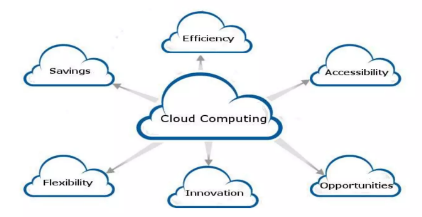 Efficiency
Savings
Accessibility
Cloud Computing
Flexibility
Innovation
Opportunities